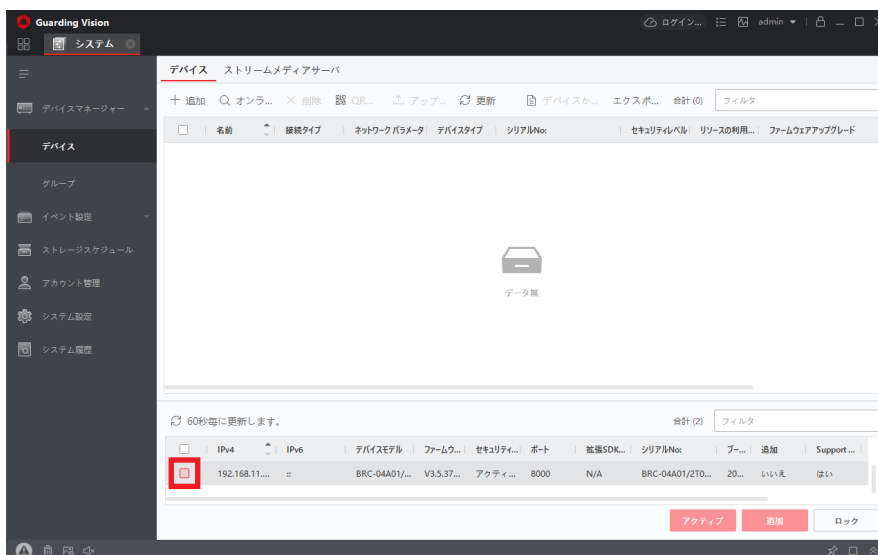 Guarding Vision
ログイン... admin
システム
デバイス ストリームメディアサーバ
追加 オンラ... 削除 QR... アップ... 更新 デバイスか... エクスポ... 合計 (0) フィルタ
デバイスマネージャー
名前 接続タイプ ネットワーク パラメータ デバイスタイプ シリアルNo: セキュリティレベル リソースの利用... ファームウェアアップグレード
デバイス
グループ
イベント設定
ストレージスケジュール
アカウント管理
システム設定
システム履歴
データ無
60秒毎に更新します。 合計 (2) フィルタ
IPv4 IPv6 デバイスモデル ファームウ... セキュリティ... ポート 拡張SDK... シリアルNo: ブー... 追加 Support ...
192.168.11.... :: BRC-04A01/... V3.5.37... アクティ... 8000 N/A BRC-04A01/2T0... 20... いいえ はい
アクティブ 追加 ロック